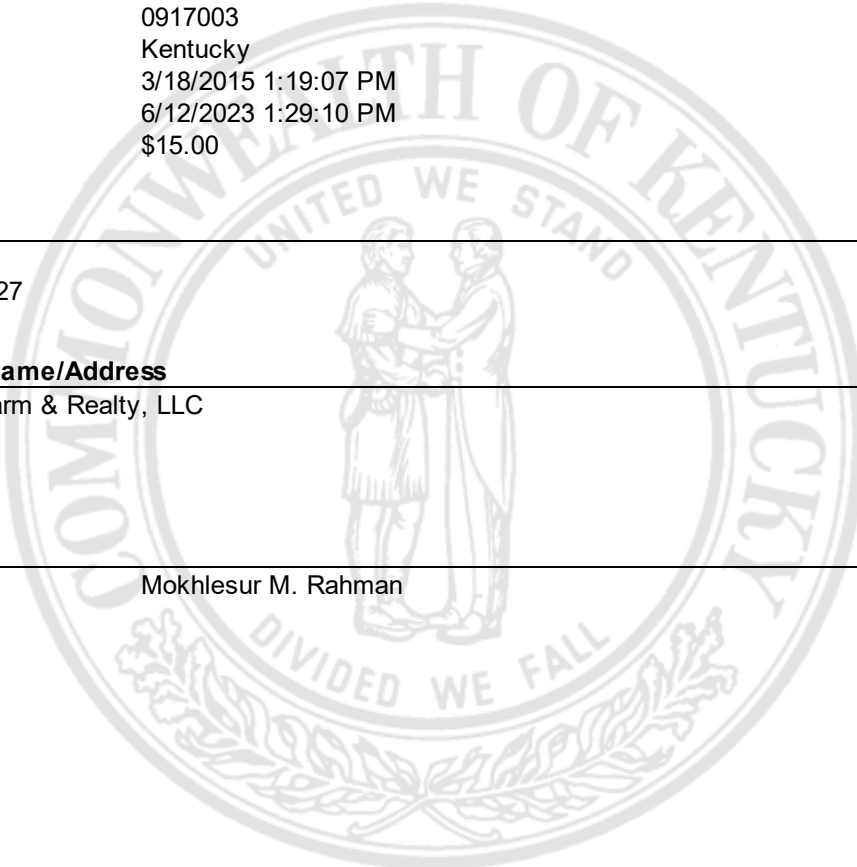 0917003
Kentucky
3/18/2015 1:19:07 PM
6/12/2023 1:29:10 PM
$15.00
27
ame/Address
arm & Realty, LLC
Mokhlesur M. Rahman
COMMONWEALTH OF KENTUCKY
UNITED WE STAND
DIVIDED WE FALL